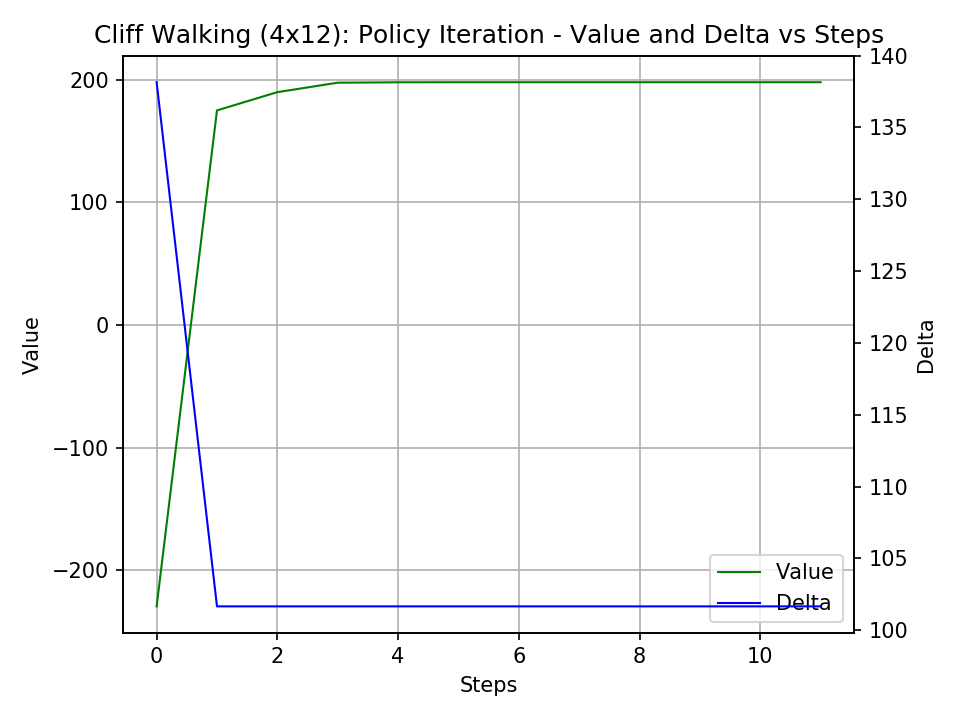 Cliff Walking (4x12): Policy Iteration - Value and Delta vs Steps
200
100
0
−100
−200
Value
140
135
130
125
120
115
110
105
100
Delta
Value
Delta
0 2 4 6 8 10
Steps